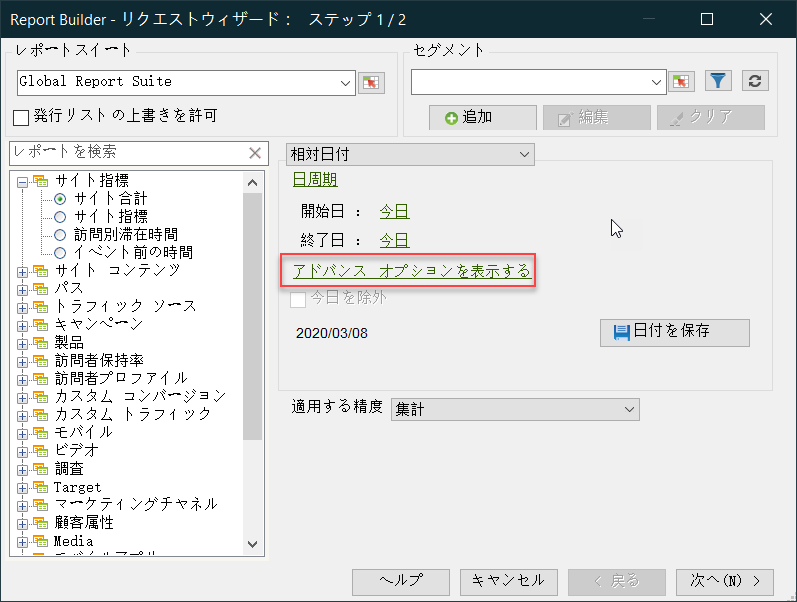 Report Builder - リクエストウィザード： ステップ 1 / 2
レポートスイート
Global Report Suite
発行リストの上書きを許可
セグメント
追加
編集
クリア
レポートを検索
サイト指標
サイト合計
サイト指標
訪問別滞在時間
イベント前の時間
サイト コンテンツ
パス
トラフィック ソース
キャンペーン
製品
訪問者保持率
訪問者プロファイル
カスタム コンバージョン
カスタム トラフィック
モバイル
ビデオ
調査
Target
マーケティングチャネル
顧客属性
Media
相対日付
日周期
開始日 ： 今日
終了日 ： 今日
アドバンス オプションを表示する
今日を除外
2020/03/08
日付を保存
適用する精度 集計
ヘルプ
キャンセル
< 戻る
次へ(N) >